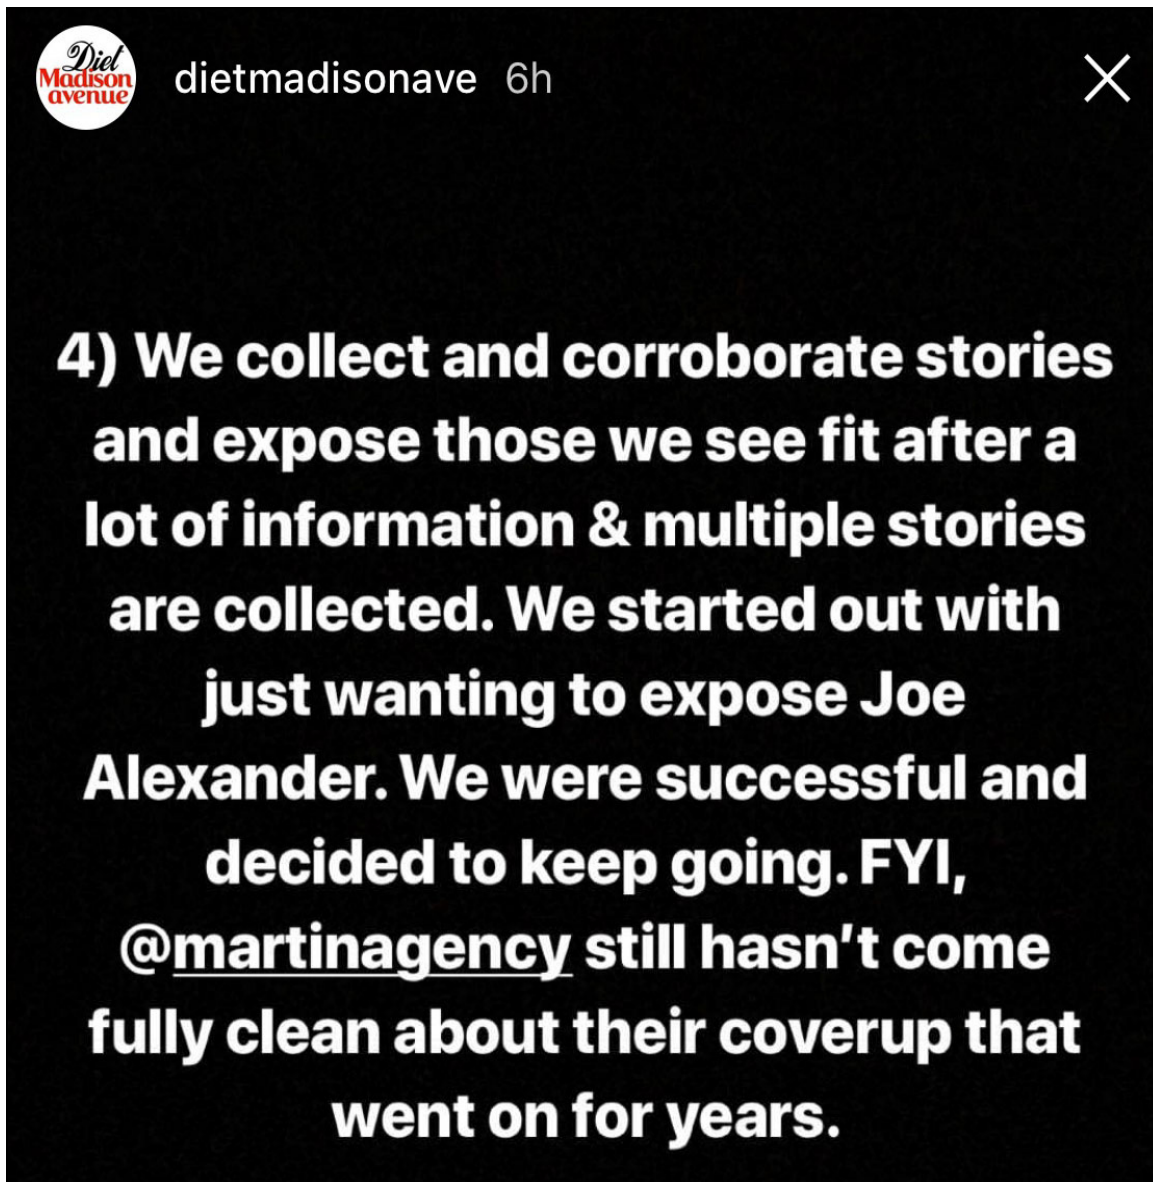 Diet
Madison
avenue
dietmadisonave 6h
4) We collect and corroborate stories
and expose those we see fit after a
lot of information & multiple stories
are collected. We started out with
just wanting to expose Joe
Alexander. We were successful and
decided to keep going. FYI,
@martinagency still hasn't come
fully clean about their coverup that
went on for years.